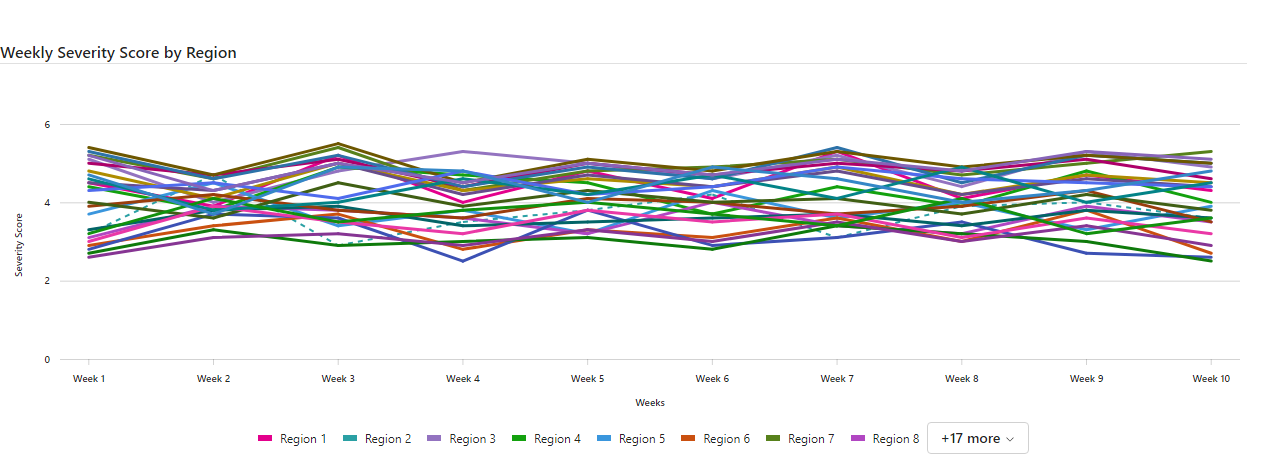 Weekly Severity Score by Region
Severity Score
6
4
2
0
Week 1 Week 2 Week 3 Week 4 Week 5 Week 6 Week 7 Week 8 Week 9 Week 10
Weeks
Region 1 Region 2 Region 3 Region 4 Region 5 Region 6 Region 7 Region 8 +17 more